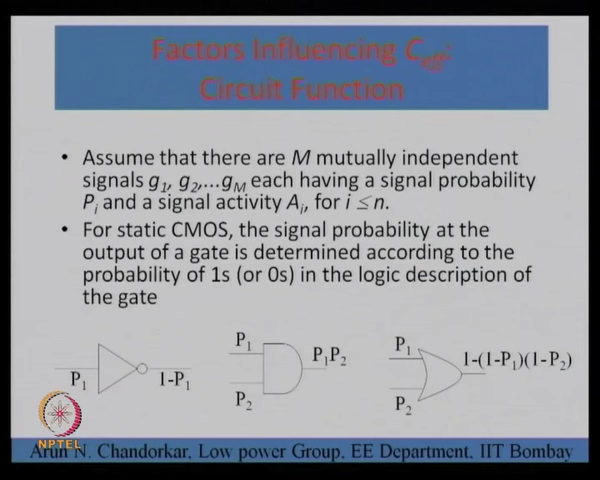 Factors Influencing Ceff:
Circuit Function
• Assume that there are M mutually independent
signals g1, g2,...gM each having a signal probability
Pi and a signal activity Ai, for i ≤n.
• For static CMOS, the signal probability at the
output of a gate is determined according to the
probability of 1s (or 0s) in the logic description of
the gate
P1
1-P1
P1
P2
P1P2
P1
P2
1-(1-P1)(1-P2)
NPTEL
Arun N. Chandorkar, Low power Group, EE Department, IIT Bombay